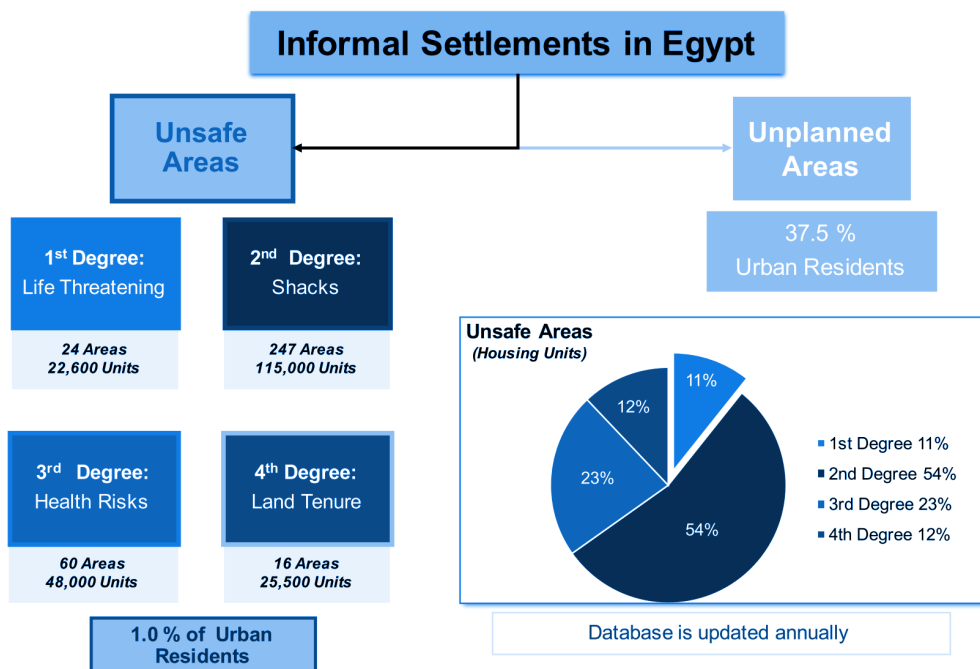 Informal Settlements in Egypt
Unsafe
Areas
Unplanned
Areas
37.5 %
Urban Residents
1st Degree:
Life Threatening
24 Areas
22,600 Units
2nd Degree:
Shacks
247 Areas
115,000 Units
3rd Degree:
Health Risks
60 Areas
48,000 Units
4th Degree:
Land Tenure
16 Areas
25,500 Units
1.0 % of Urban
Residents
Unsafe Areas
(Housing Units)
11%
12%
23%
54%
1st Degree 11%
2nd Degree 54%
3rd Degree 23%
4th Degree 12%
Database is updated annually